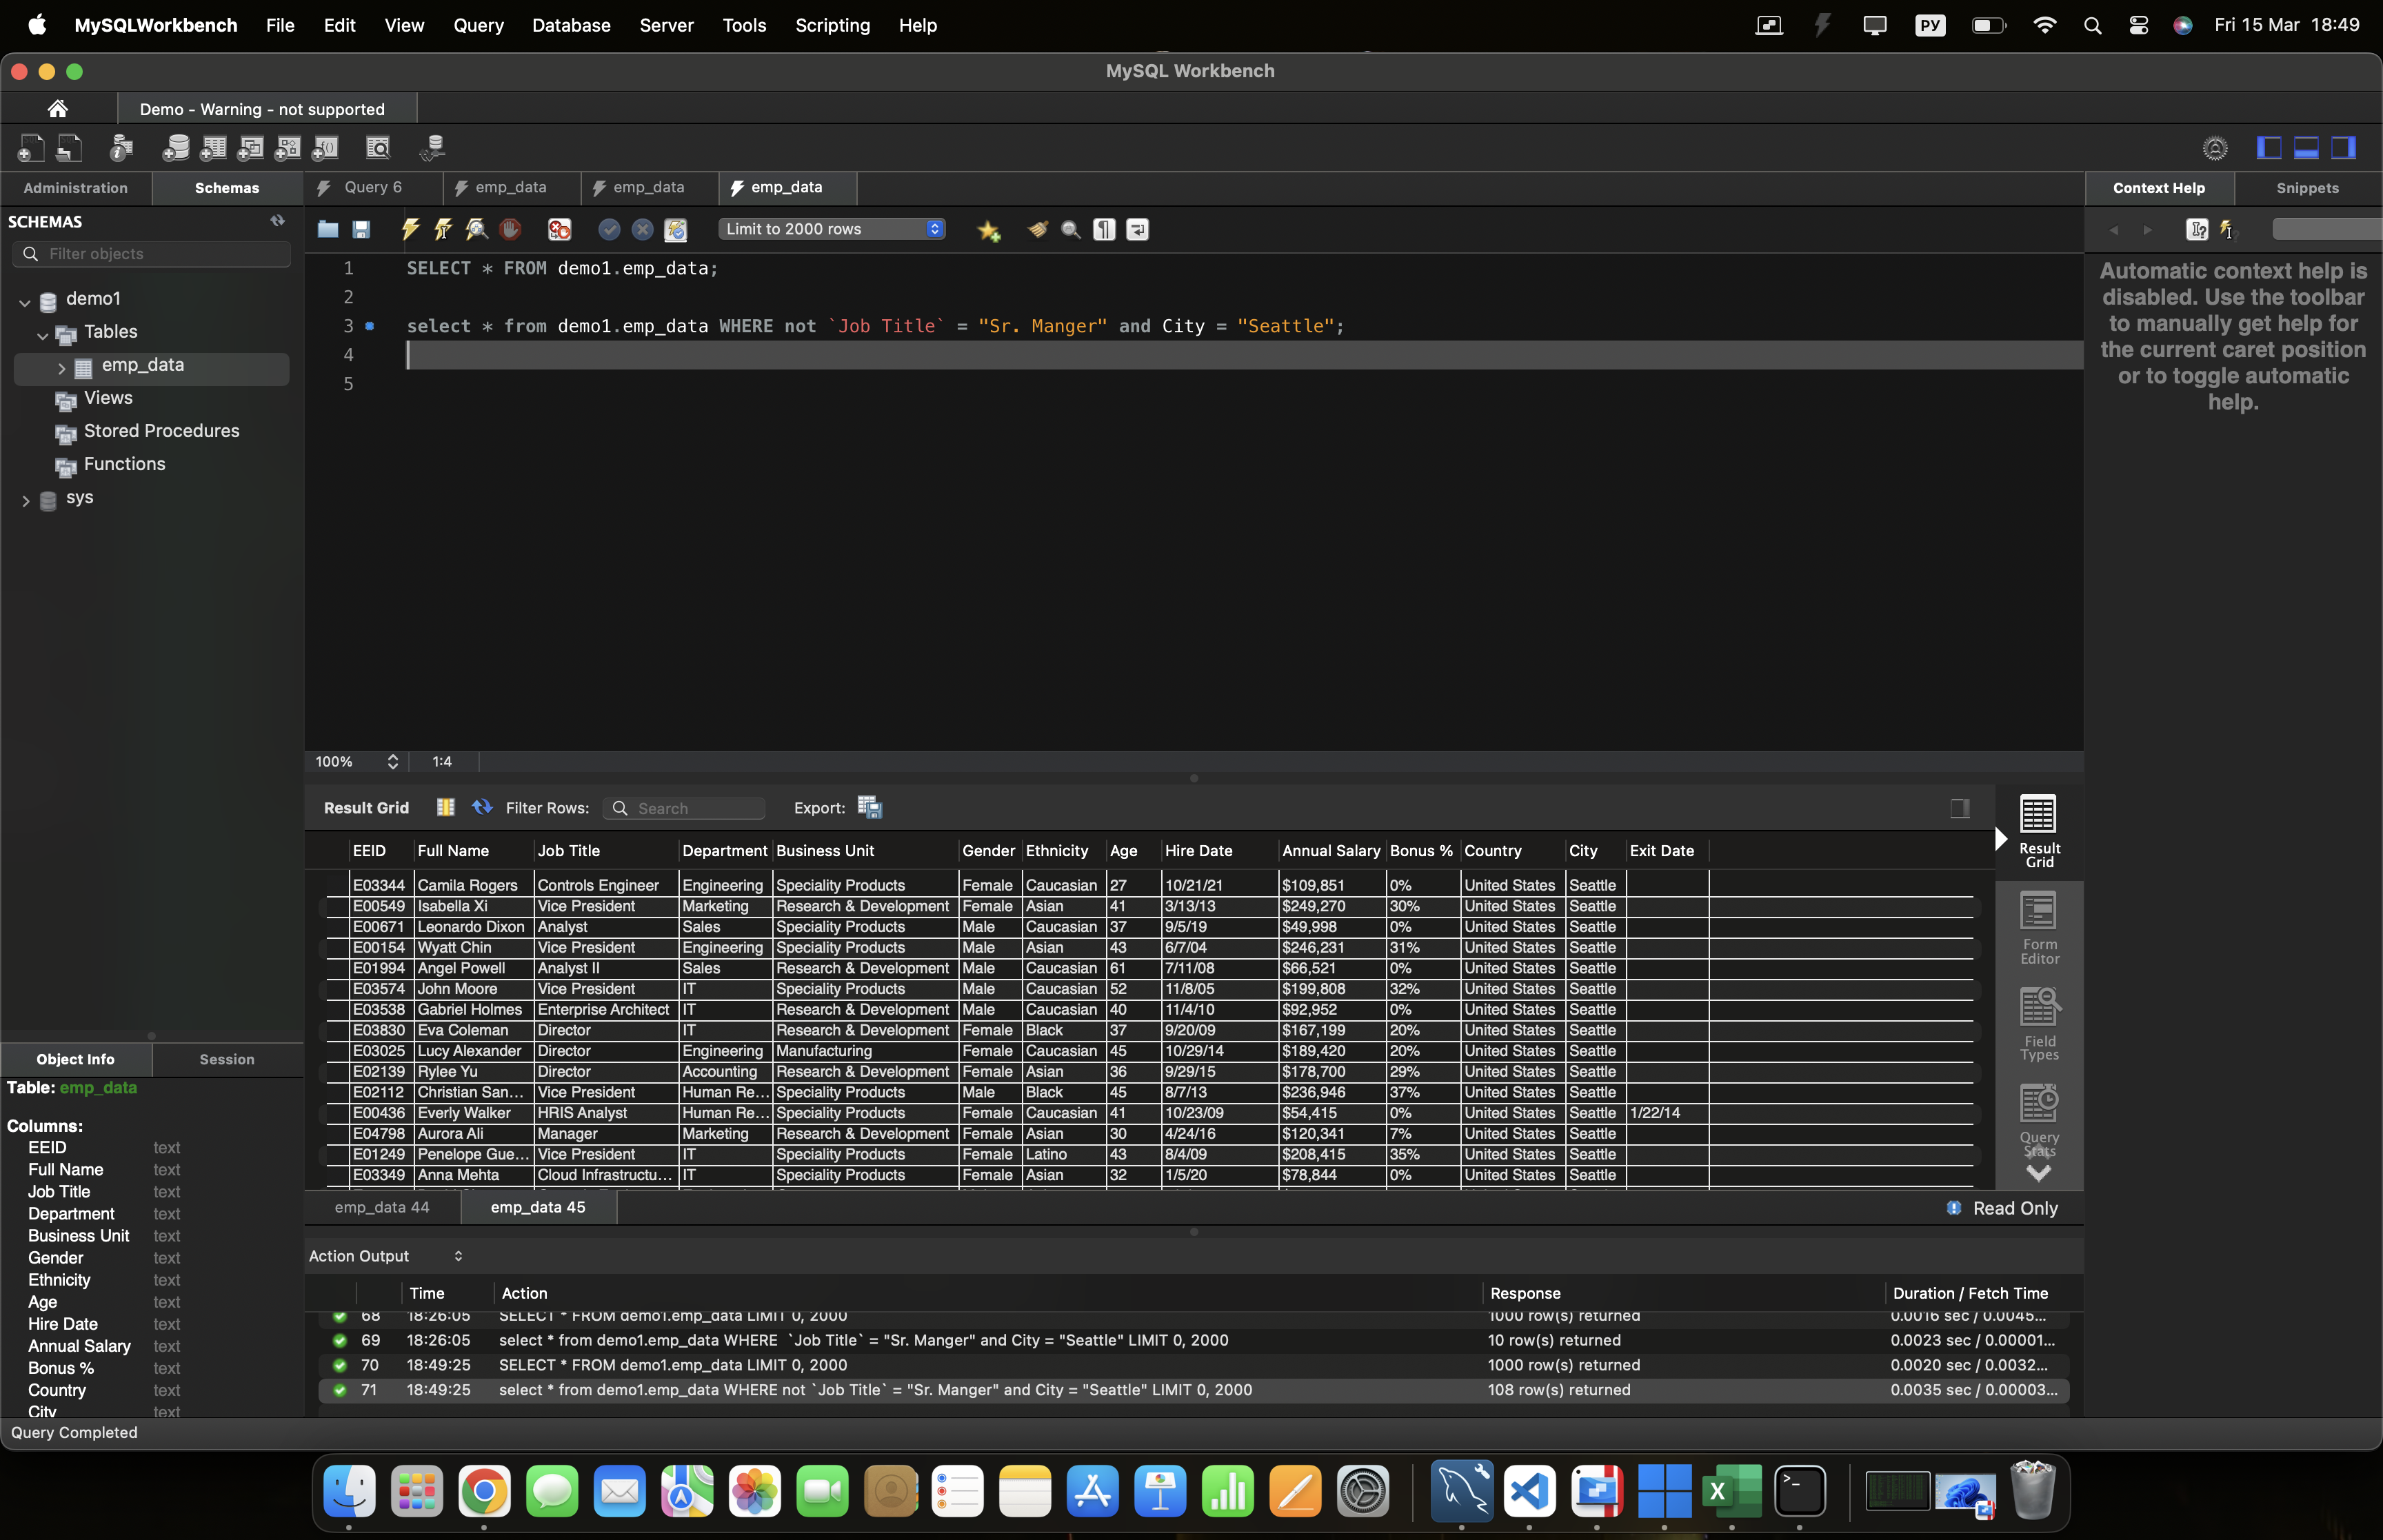 MySQLWorkbench File Edit View Query Database Server Tools Scripting Help РУ Fri 15 Mar 18:49
MySQL Workbench
Demo - Warning - not supported
Administration Schemas Query 6 emp_data emp_data emp_data Context Help Snippets
SCHEMAS
Limit to 2000 rows
Filter objects
1 SELECT * FROM demo1.emp_data;
2
3 select * from demo1.emp_data WHERE not `Job Title` = "Sr. Manger" and City = "Seattle";
4
5
demo1
Tables
emp_data
Views
Stored Procedures
Functions
sys
Automatic context help is
disabled. Use the toolbar
to manually get help for
the current caret position
or to toggle automatic
help.
100% 1:4
Result Grid Filter Rows: Search Export:
EEID Full Name Job Title Department Business Unit Gender Ethnicity Age Hire Date Annual Salary Bonus % Country City Exit Date
E03344 Camila Rogers Controls Engineer Engineering Speciality Products Female Caucasian 27 10/21/21 $109,851 0% United States Seattle
E00549 Isabella Xi Vice President Marketing Research & Development Female Asian 41 3/13/13 $249,270 30% United States Seattle
E00671 Leonardo Dixon Analyst Sales Speciality Products Male Caucasian 37 9/5/19 $49,998 0% United States Seattle
E00154 Wyatt Chin Vice President Engineering Speciality Products Male Asian 43 6/7/04 $246,231 31% United States Seattle
E01994 Angel Powell Analyst II Sales Research & Development Male Caucasian 61 7/11/08 $66,521 0% United States Seattle
E03574 John Moore Vice President IT Speciality Products Male Caucasian 52 11/8/05 $199,808 32% United States Seattle
E03538 Gabriel Holmes Enterprise Architect IT Research & Development Male Caucasian 40 11/4/10 $92,952 0% United States Seattle
E03830 Eva Coleman Director IT Research & Development Female Black 37 9/20/09 $167,199 20% United States Seattle
E03025 Lucy Alexander Director Engineering Manufacturing Female Caucasian 45 10/29/14 $189,420 20% United States Seattle
E02139 Rylee Yu Director Accounting Research & Development Female Asian 36 9/29/15 $178,700 29% United States Seattle
E02112 Christian San... Vice President Human Re... Speciality Products Male Black 45 8/7/13 $236,946 37% United States Seattle
E00436 Everly Walker HRIS Analyst Human Re... Speciality Products Female Caucasian 41 10/23/09 $54,415 0% United States Seattle 1/22/14
E04798 Aurora Ali Manager Marketing Research & Development Female Asian 30 4/24/16 $120,341 7% United States Seattle
E01249 Penelope Gue... Vice President IT Speciality Products Female Latino 43 8/4/09 $208,415 35% United States Seattle
E03349 Anna Mehta Cloud Infrastructu... IT Speciality Products Female Asian 32 1/5/20 $78,844 0% United States Seattle
Result
Grid
Form
Editor
Field
Types
Query
Stats
emp_data 44 emp_data 45 Read Only
Object Info Session
Table: emp_data
Columns:
EEID text
Full Name text
Job Title text
Department text
Business Unit text
Gender text
Ethnicity text
Age text
Hire Date text
Annual Salary text
Bonus % text
Country text
City text
Action Output
Time Action Response Duration / Fetch Time
68 18:26:05 SELECT * FROM demo1.emp_data LIMIT 0, 2000 1000 row(s) returned 0.0016 sec / 0.0045...
69 18:26:05 select * from demo1.emp_data WHERE `Job Title` = "Sr. Manger" and City = "Seattle" LIMIT 0, 2000 10 row(s) returned 0.0023 sec / 0.00001...
70 18:49:25 SELECT * FROM demo1.emp_data LIMIT 0, 2000 1000 row(s) returned 0.0020 sec / 0.0032...
71 18:49:25 select * from demo1.emp_data WHERE not `Job Title` = "Sr. Manger" and City = "Seattle" LIMIT 0, 2000 108 row(s) returned 0.0035 sec / 0.00003...
Query Completed